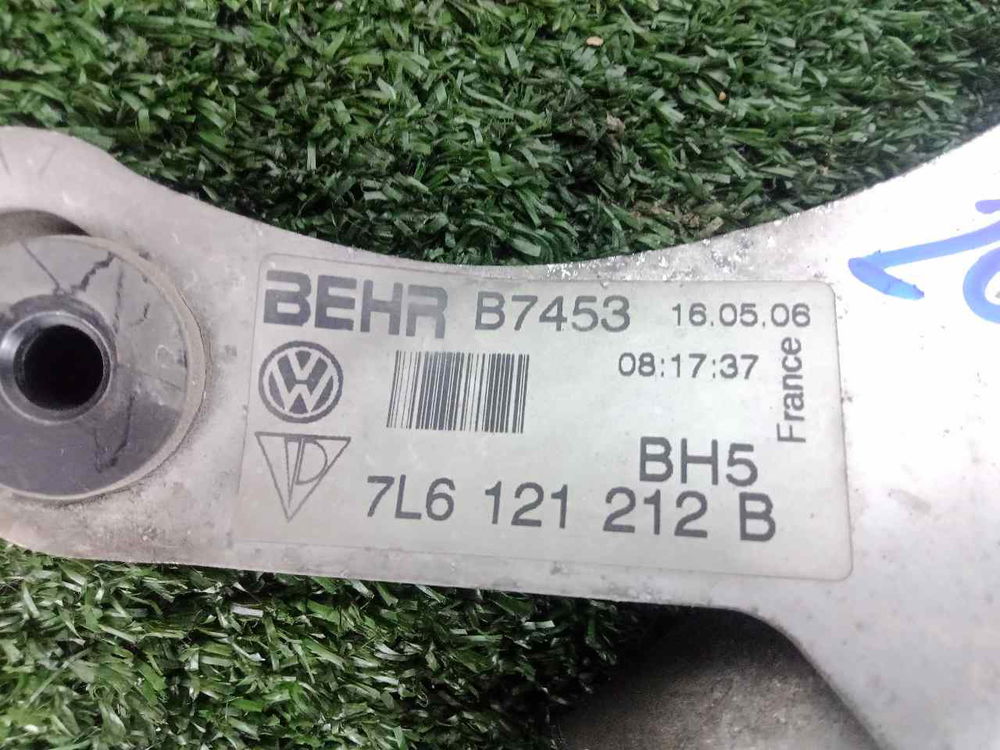 BEHR B7453 16.05.06
08:17:37
France
BH5
7L6 121 212 B